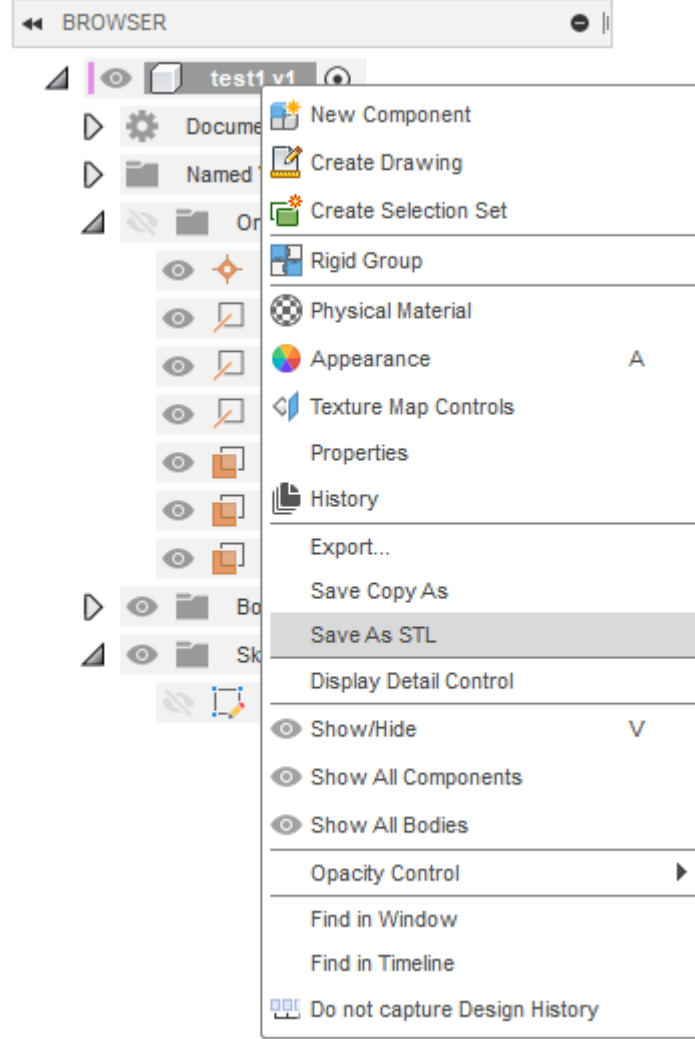 BROWSER
test1 v1
Docume
Named
Or
Bo
Sk
New Component
Create Drawing
Create Selection Set
Rigid Group
Physical Material
Appearance A
Texture Map Controls
Properties
History
Export...
Save Copy As
Save As STL
Display Detail Control
Show/Hide V
Show All Components
Show All Bodies
Opacity Control
Find in Window
Find in Timeline
Do not capture Design History